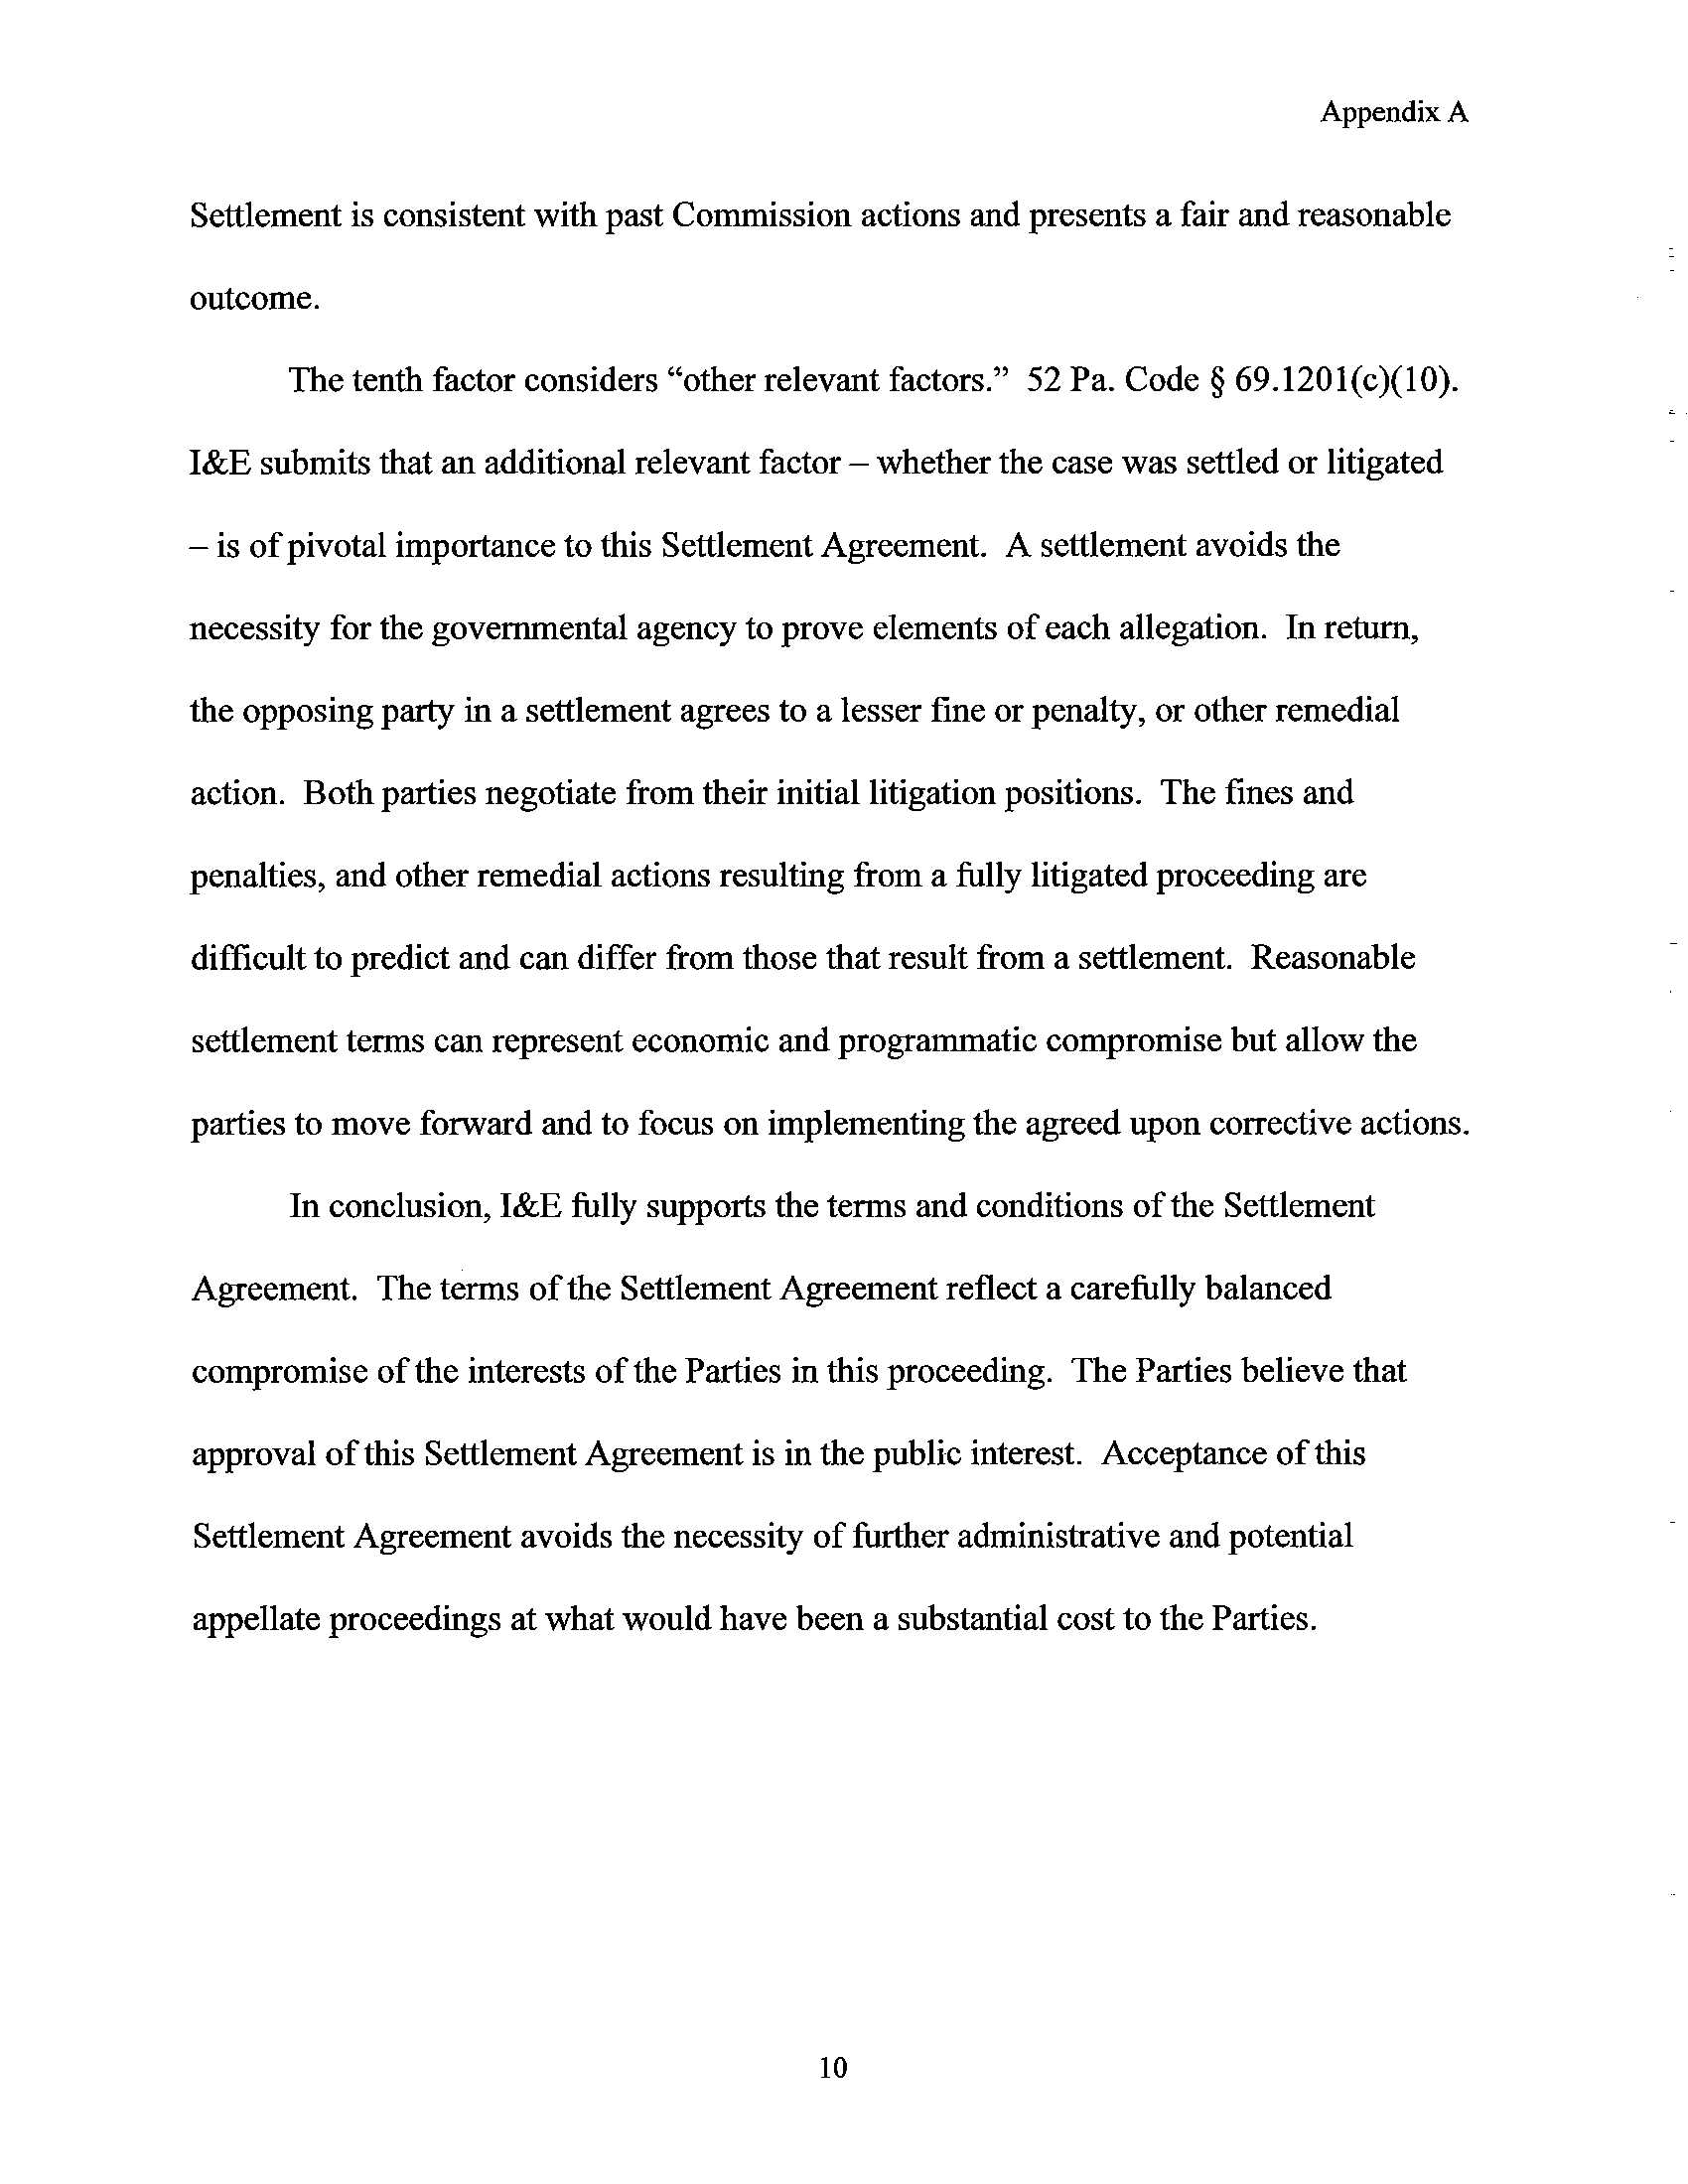 Appendix A
Settlement is consistent with past Commission actions and presents a fair and reasonable
outcome.
The tenth factor considers “other relevant factors.”  52 Pa. Code § 69.1201(c)(10).
I&E submits that an additional relevant factor – whether the case was settled or litigated
– is of pivotal importance to this Settlement Agreement.  A settlement avoids the
necessity for the governmental agency to prove elements of each allegation.  In return,
the opposing party in a settlement agrees to a lesser fine or penalty, or other remedial
action.  Both parties negotiate from their initial litigation positions.  The fines and
penalties, and other remedial actions resulting from a fully litigated proceeding are
difficult to predict and can differ from those that result from a settlement.  Reasonable
settlement terms can represent economic and programmatic compromise but allow the
parties to move forward and to focus on implementing the agreed upon corrective actions.
In conclusion, I&E fully supports the terms and conditions of the Settlement
Agreement.  The terms of the Settlement Agreement reflect a carefully balanced
compromise of the interests of the Parties in this proceeding.  The Parties believe that
approval of this Settlement Agreement is in the public interest.  Acceptance of this
Settlement Agreement avoids the necessity of further administrative and potential
appellate proceedings at what would have been a substantial cost to the Parties.
10